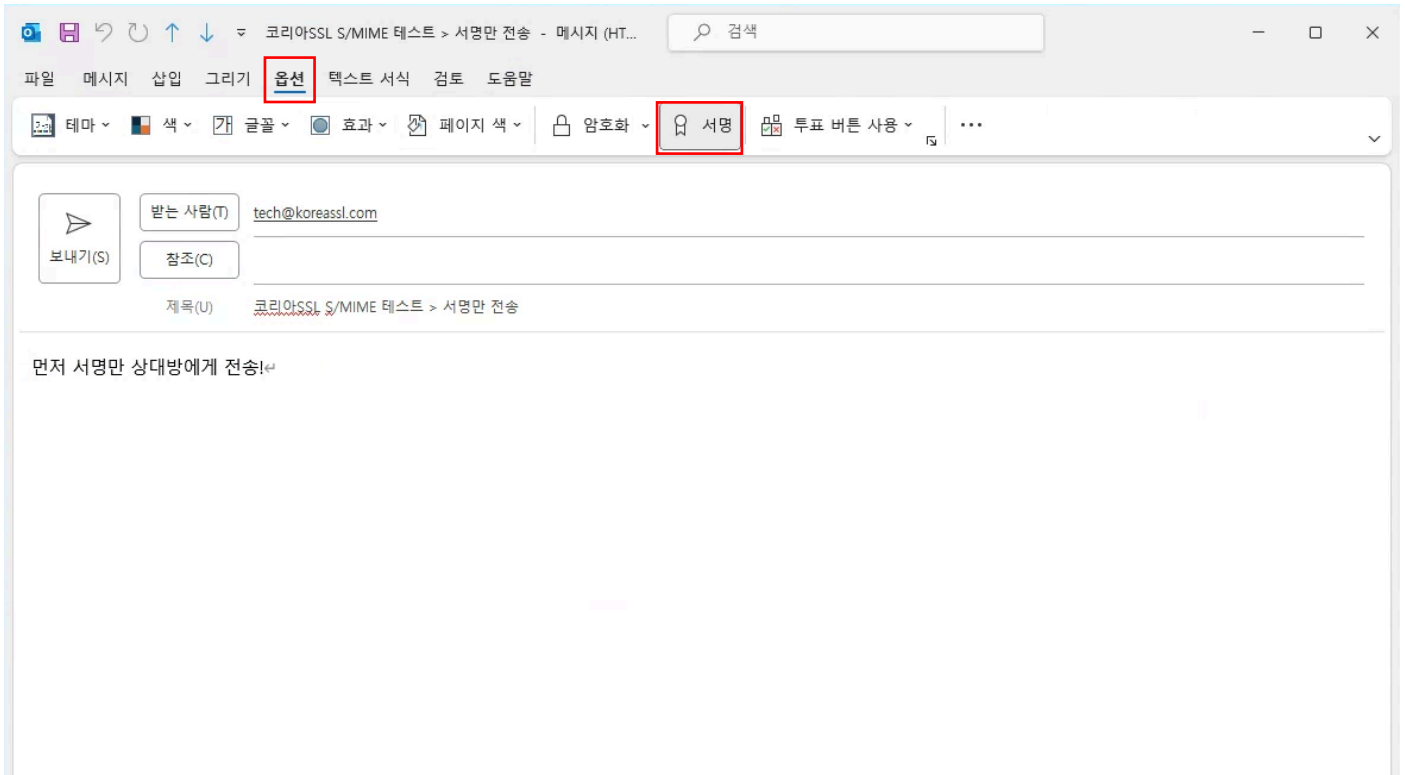 코리아SSL S/MIME 테스트 > 서명만 전송 - 메시지 (HT... 검색
파일 메시지 삽입 그리기 옵션 텍스트 서식 검토 도움말
테마 색 가 글꼴 효과 페이지 색 암호화 서명 투표 버튼 사용 ...
받는 사람(T) tech@koreassl.com
보내기(S)
참조(C)
제목(U) 코리아SSL S/MIME 테스트 > 서명만 전송
먼저 서명만 상대방에게 전송!↵